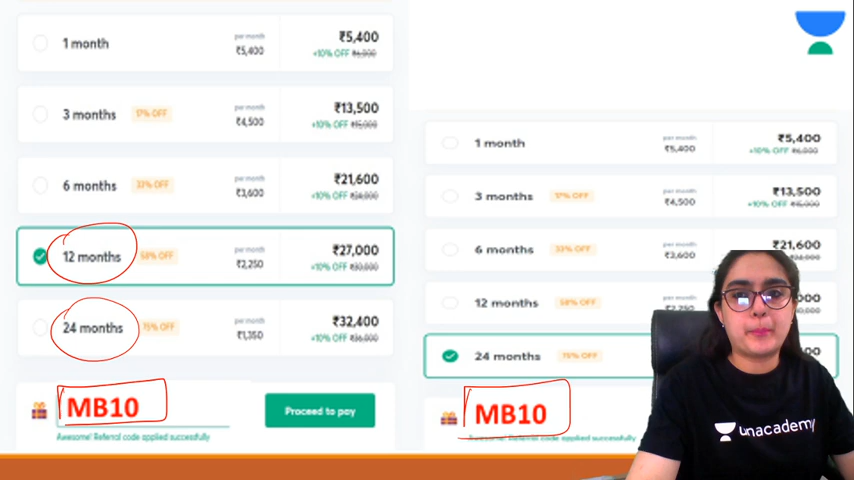 1 month
per month
₹5,400
₹5,400
+10% OFF ₹6,000
3 months
17% OFF
per month
₹4,500
₹13,500
+10% OFF ₹15,000
6 months
33% OFF
per month
₹3,600
₹21,600
+10% OFF ₹24,000
12 months
58% OFF
per month
₹2,250
₹27,000
+10% OFF ₹30,000
24 months
75% OFF
per month
₹1,350
₹32,400
+10% OFF ₹36,000
MB10
Proceed to pay
Awesome! Referral code applied successfully
1 month
per month
₹5,400
₹5,400
+10% OFF ₹6,000
3 months
17% OFF
per month
₹4,500
₹13,500
+10% OFF ₹15,000
6 months
33% OFF
per month
₹3,600
₹21,600
12 months
58% OFF
24 months
75% OFF
MB10
Awesome! Referral code applied successfully
unacademy